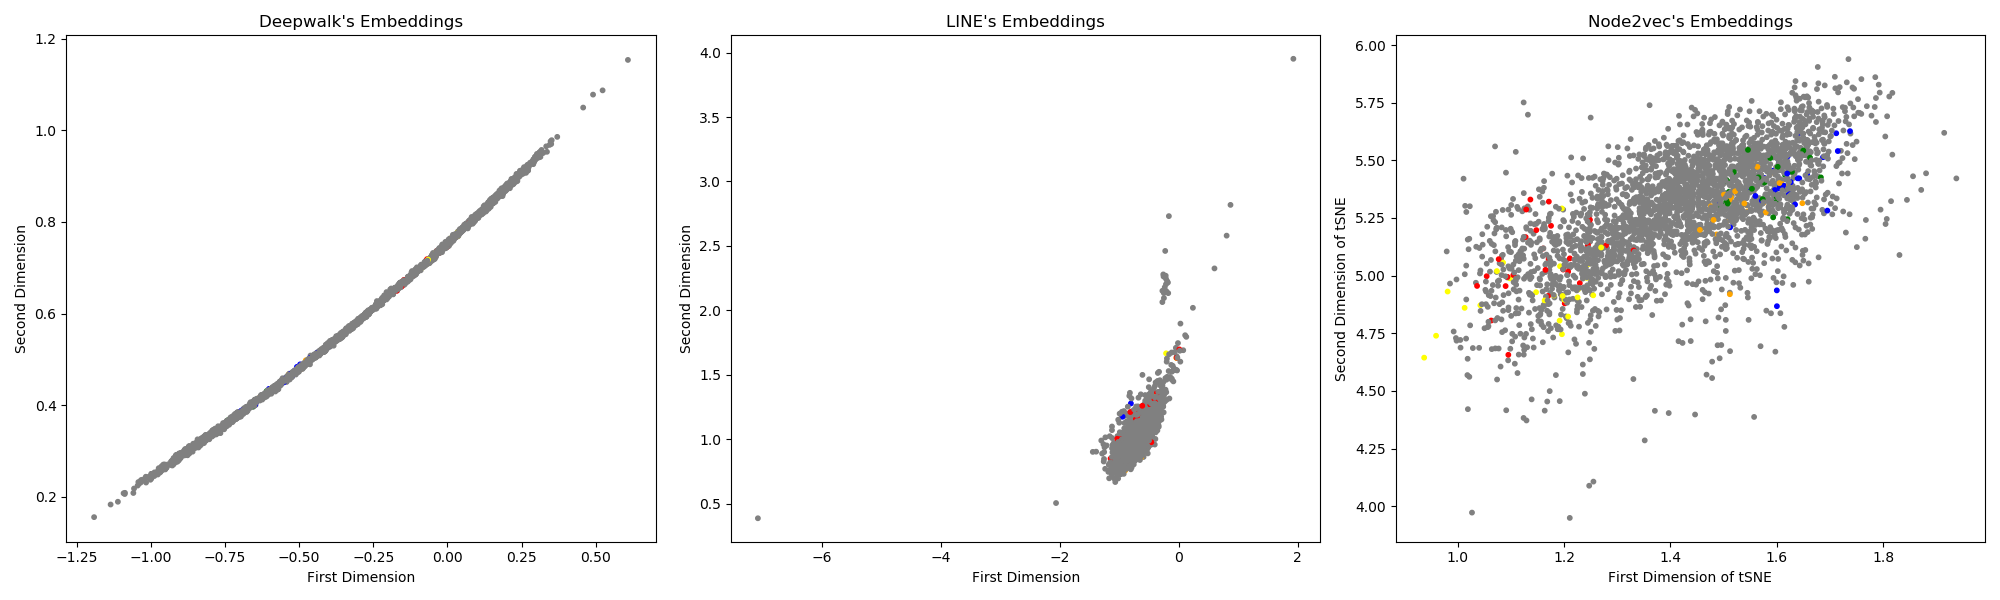 Deepwalk's Embeddings
1.2
1.0
0.8
0.6
0.4
0.2
Second Dimension
−1.25 −1.00 −0.75 −0.50 −0.25 0.00 0.25 0.50
First Dimension
LINE's Embeddings
4.0
3.5
3.0
2.5
2.0
1.5
1.0
0.5
Second Dimension
−6 −4 −2 0 2
First Dimension
Node2vec's Embeddings
6.00
5.75
5.50
5.25
5.00
4.75
4.50
4.25
4.00
Second Dimension of tSNE
1.0 1.2 1.4 1.6 1.8
First Dimension of tSNE